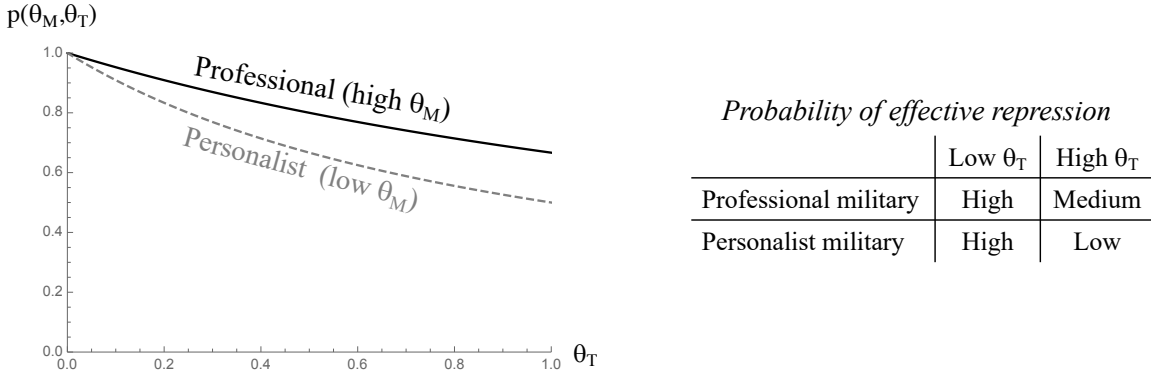 p(θM,θT)
1.0
0.8
0.6
0.4
0.2
0.0
0.0 0.2 0.4 0.6 0.8 1.0
θT
Professional (high θM)
Personalist (low θM)
Probability of effective repression
Low θT High θT
Professional military High Medium
Personalist military High Low